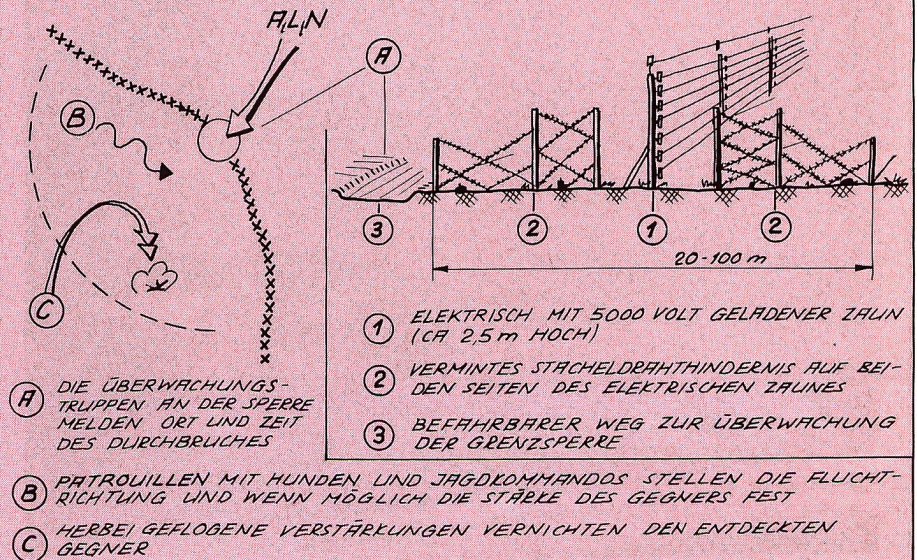 A,L,N
A
B
C
3
2
1
2
20-100 m
1 ELEKTRISCH MIT 5000 VOLT GELADENER ZAUN
(CA 2,5 m HOCH)
2 VERMINTES STACHELDRAHTHINDERNIS AUF BEI-
DEN SEITEN DES ELEKTRISCHEN ZAUNES
3 BEFAHRBARER WEG ZUR ÜBERWACHUNG
DER GRENZSPERRE
A DIE ÜBERWACHUNGS-
TRUPPEN AN DER SPERRE
MELDEN ORT UND ZEIT
DES DURCHBRUCHES
B PATROUILLEN MIT HUNDEN UND JAGDKOMMANDOS STELLEN DIE FLUCHT-
RICHTUNG UND WENN MÖGLICH DIE STÄRKE DES GEGNERS FEST
C HERBEI GEFLOGENE VERSTÄRKUNGEN VERNICHTEN DEN ENTDECKTEN
GEGNER